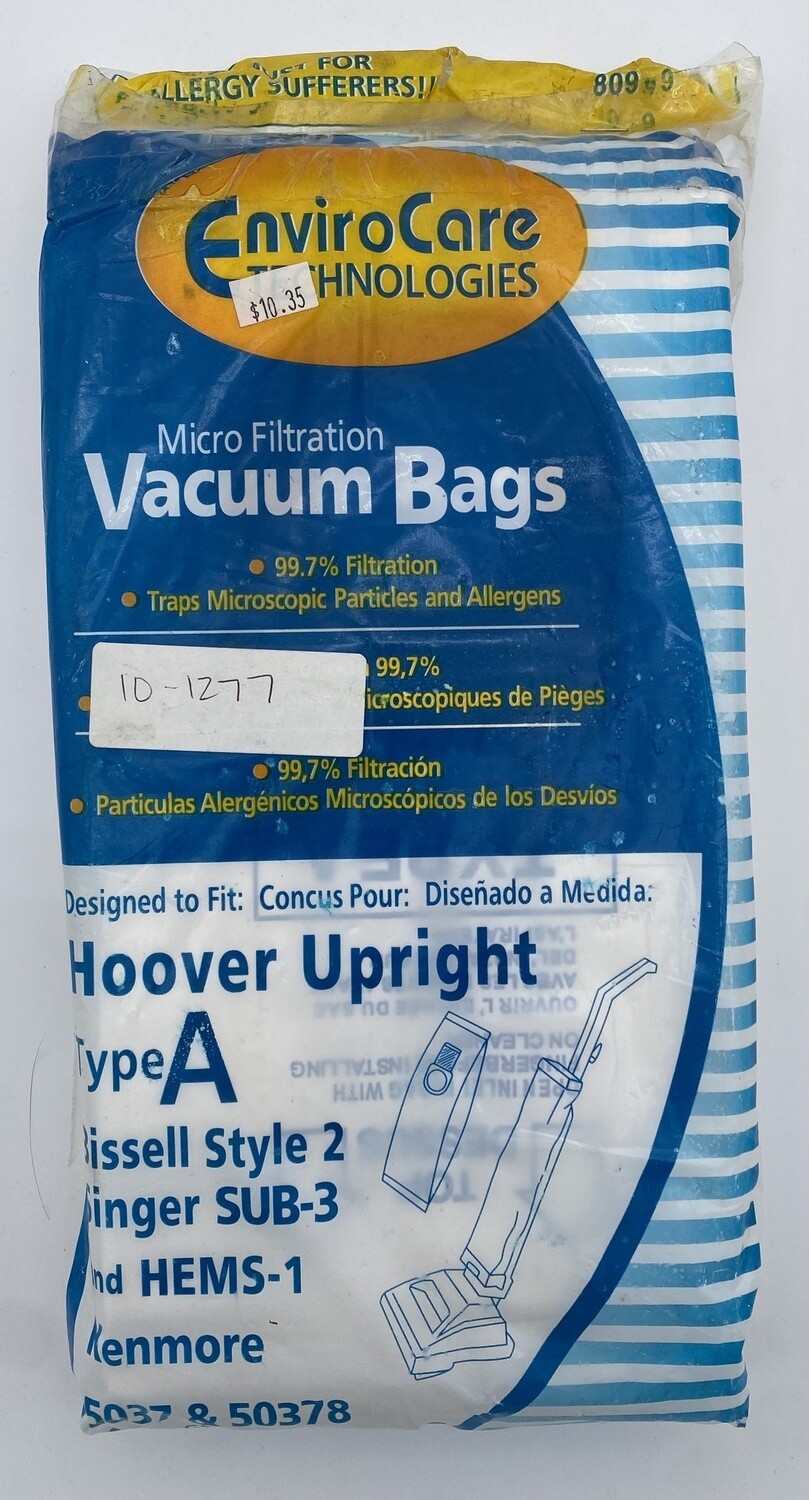 FOR
ALLERGY SUFFERERS!!
809
EnviroCare
TECHNOLOGIES
$10.35
Micro Filtration
Vacuum Bags
• 99.7% Filtration
• Traps Microscopic Particles and Allergens
99,7%
icroscopiques de Pièges
10-1277
• 99,7% Filtración
• Particulas Alergénicos Microscópicos de los Desvíos
Designed to Fit: Concus Pour: Diseñado a Medida:
Hoover Upright
Type A
Bissell Style 2
Singer SUB-3
and HEMS-1
Kenmore
5037 & 50378